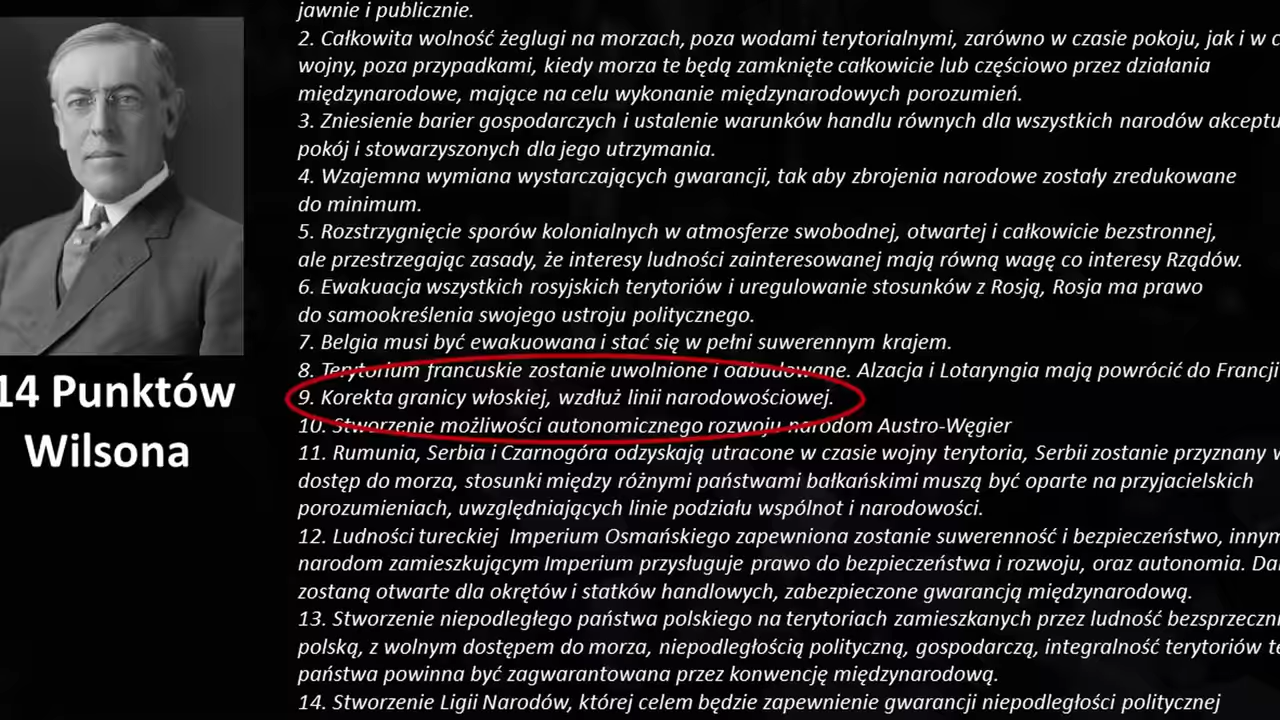 jawnie i publicznie.
2. Całkowita wolność żeglugi na morzach, poza wodami terytorialnymi, zarówno w czasie pokoju, jak i w
wojny, poza przypadkami, kiedy morza te będą zamknięte całkowicie lub częściowo przez działania
międzynarodowe, mające na celu wykonanie międzynarodowych porozumień.
3. Zniesienie barier gospodarczych i ustalenie warunków handlu równych dla wszystkich narodów akceptu
pokój i stowarzyszonych dla jego utrzymania.
4. Wzajemna wymiana wystarczających gwarancji, tak aby zbrojenia narodowe zostały zredukowane
do minimum.
5. Rozstrzygnięcie sporów kolonialnych w atmosferze swobodnej, otwartej i całkowicie bezstronnej,
ale przestrzegając zasady, że interesy ludności zainteresowanej mają równą wagę co interesy Rządów.
6. Ewakuacja wszystkich rosyjskich terytoriów i uregulowanie stosunków z Rosją, Rosja ma prawo
do samookreślenia swojego ustroju politycznego.
7. Belgia musi być ewakuowana i stać się w pełni suwerennym krajem.
8. Terytorium francuskie zostanie uwolnione i odbudowane. Alzacja i Lotaryngia mają powrócić do Francji
9. Korekta granicy włoskiej, wzdłuż linii narodowościowej.
10. Stworzenie możliwości autonomicznego rozwoju narodom Austro-Węgier
11. Rumunia, Serbia i Czarnogóra odzyskają utracone w czasie wojny terytoria, Serbii zostanie przyznany
dostęp do morza, stosunki między różnymi państwami bałkańskimi muszą być oparte na przyjacielskich
porozumieniach, uwzględniających linie podziału wspólnot i narodowości.
12. Ludności tureckiej Imperium Osmańskiego zapewniona zostanie suwerenność i bezpieczeństwo, innym
narodom zamieszkującym Imperium przysługuje prawo do bezpieczeństwa i rozwoju, oraz autonomia. Da
zostaną otwarte dla okrętów i statków handlowych, zabezpieczone gwarancją międzynarodową.
13. Stworzenie niepodległego państwa polskiego na terytoriach zamieszkanych przez ludność bezsprzeczni
polską, z wolnym dostępem do morza, niepodległością polityczną, gospodarczą, integralność terytoriów te
państwa powinna być zagwarantowana przez konwencję międzynarodową.
14. Stworzenie Ligii Narodów, której celem będzie zapewnienie gwarancji niepodległości politycznej
14 Punktów
Wilsona